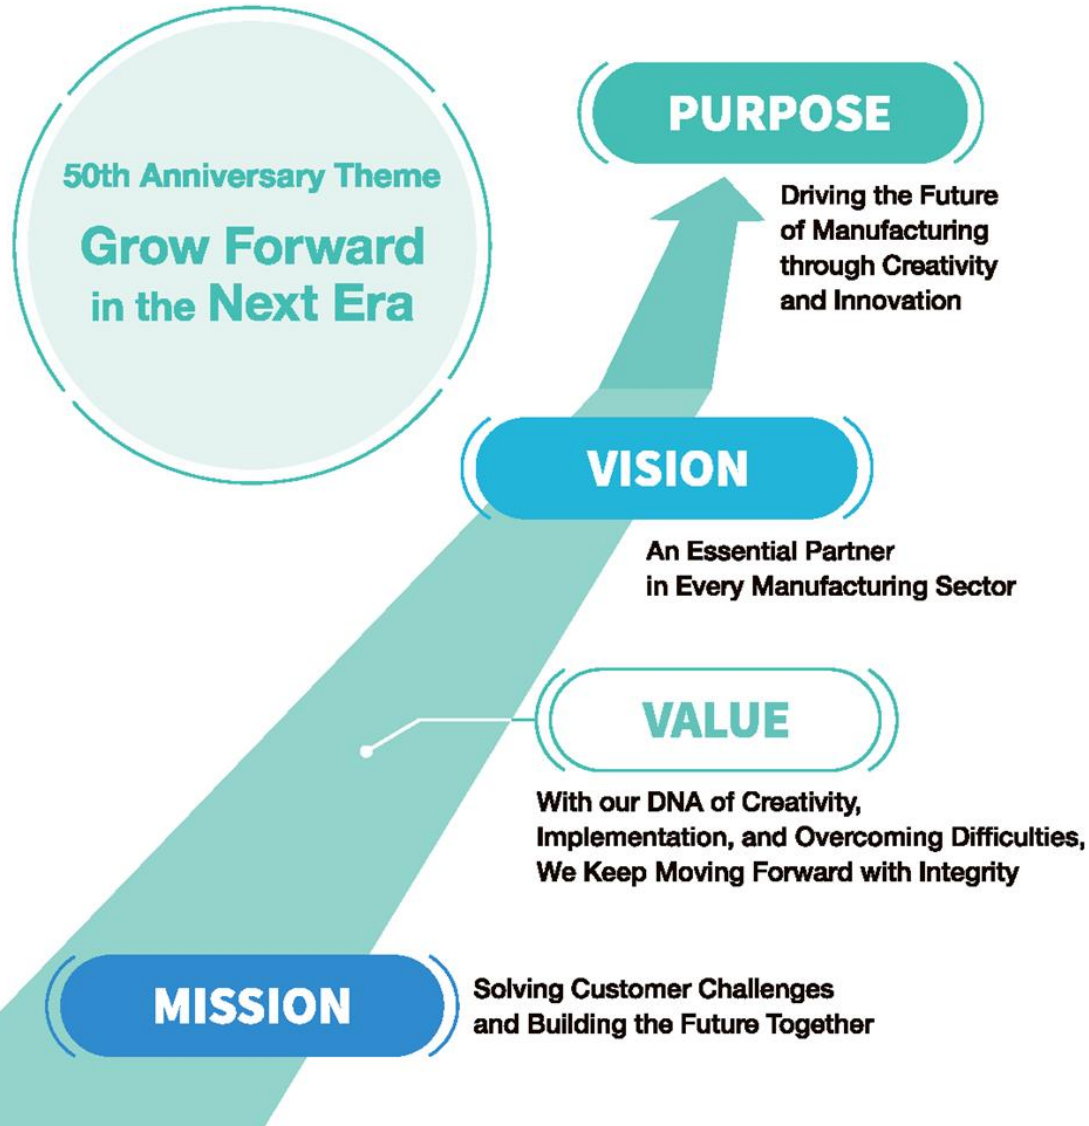 50th Anniversary Theme
Grow Forward
in the Next Era
PURPOSE
Driving the Future
of Manufacturing
through Creativity
and Innovation
VISION
An Essential Partner
in Every Manufacturing Sector
VALUE
With our DNA of Creativity,
Implementation, and Overcoming Difficulties,
We Keep Moving Forward with Integrity
MISSION
Solving Customer Challenges
and Building the Future Together